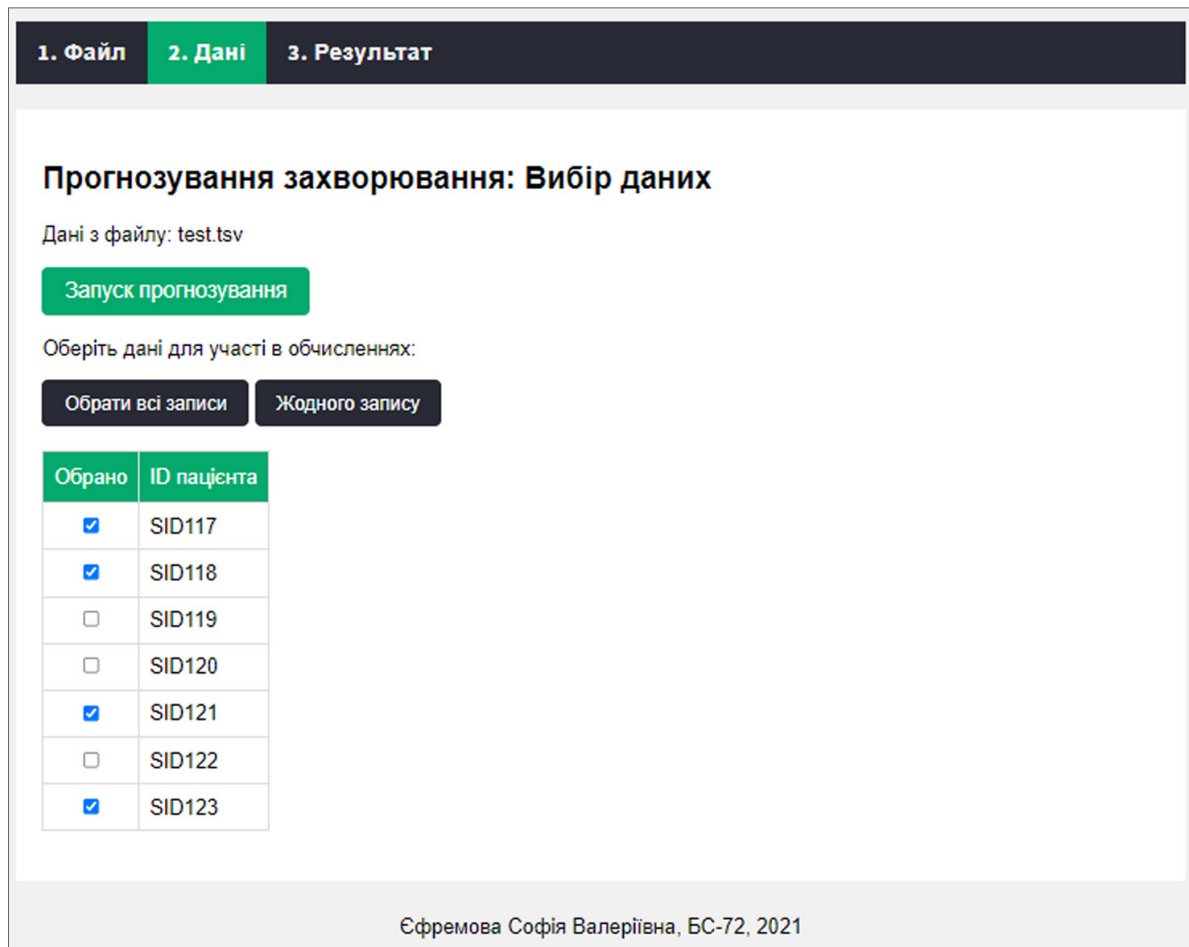 1. Файл 2. Дані 3. Результат
Прогнозування захворювання: Вибір даних
Дані з файлу: test.tsv
Запуск прогнозування
Оберіть дані для участі в обчисленнях:
Обрати всі записи Жодного запису
Обрано ID пацієнта
SID117
SID118
SID119
SID120
SID121
SID122
SID123
Єфремова Софія Валеріївна, БС-72, 2021